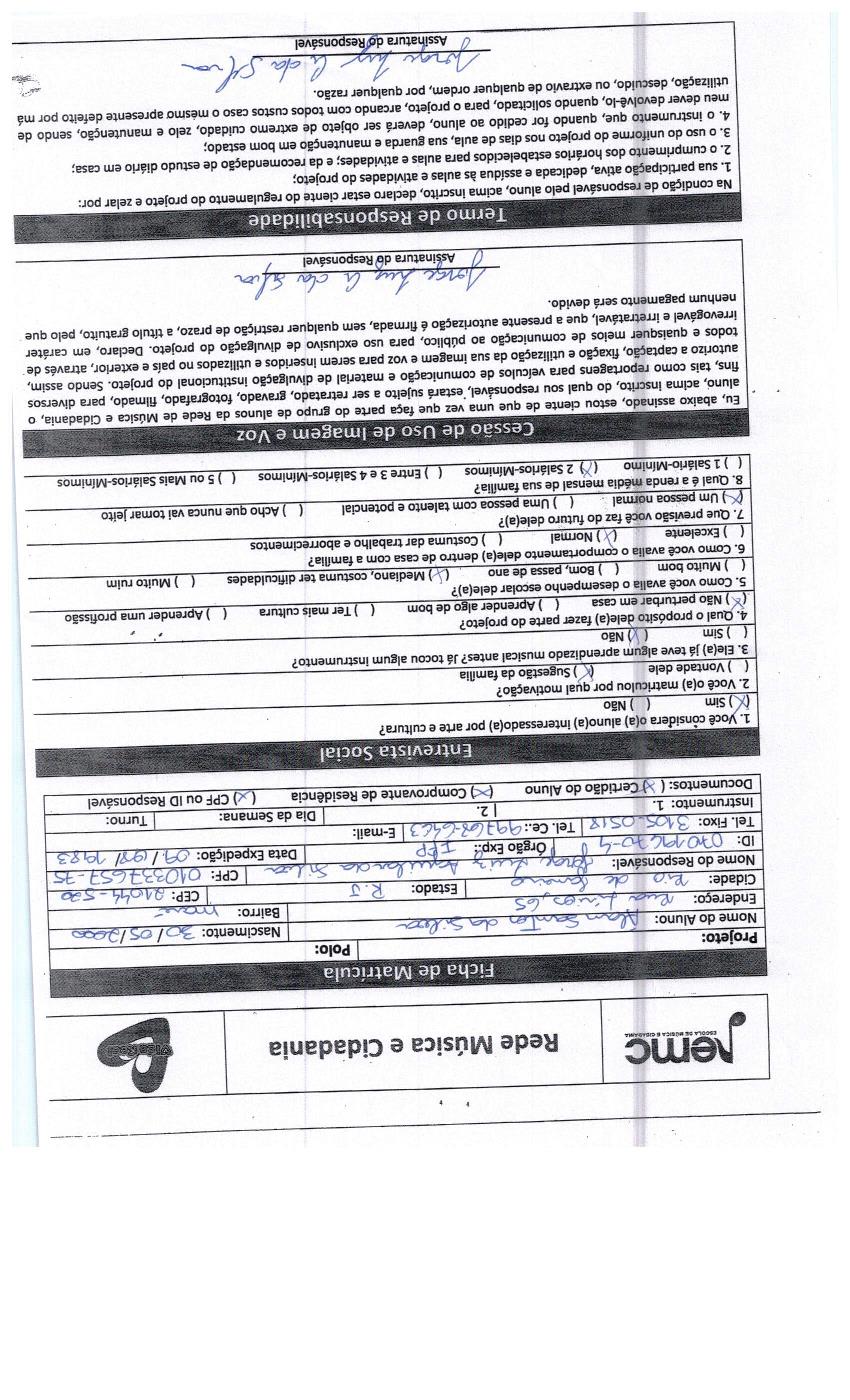 emc
ESCOLA DE MÚSICA E CIDADANIA
Rede Música e Cidadania
Ficha de Matrícula
Projeto: Polo:
Nome do Aluno: Alan Santos da Silva Nascimento: 30/05/2000
Endereço: Rua Lírios, 65 Bairro: maré
Cidade: Rio de Janeiro Estado: R.J CEP: 21044-520
Nome do Responsável: Jorge Luiz Aguilar da Silva CPF: 010337657-75
ID: 07019670-4 Órgão Exp.: IFP Data Expedição: 09/ /1983
Tel. Fixo: 3105-0518 Tel. Ce.: 99768-6463 E-mail:
Instrumento: 1. 2. Dia da Semana: Turno:
Documentos: (X) Certidão do Aluno (X) Comprovante de Residência (X) CPF ou ID Responsável
Entrevista Social
1. Você considera o(a) aluno(a) interessado(a) por arte e cultura?
(X) Sim ( ) Não
2. Você o(a) matriculou por qual motivação?
( ) Vontade dele (X) Sugestão da família
3. Ele(a) já teve algum aprendizado musical antes? Já tocou algum instrumento?
( ) Sim (X) Não
4. Qual o propósito dele(a) fazer parte do projeto?
(X) Não perturbar em casa ( ) Aprender algo de bom ( ) Ter mais cultura ( ) Aprender uma profissão
5. Como você avalia o desempenho escolar dele(a)?
( ) Muito bom ( ) Bom, passa de ano (X) Mediano, costuma ter dificuldades ( ) Muito ruim
6. Como você avalia o comportamento dele(a) dentro de casa com a família?
( ) Excelente (X) Normal ( ) Costuma dar trabalho e aborrecimentos
7. Que previsão você faz do futuro dele(a)?
(X) Um pessoa normal ( ) Uma pessoa com talento e potencial ( ) Acho que nunca vai tomar jeito
8. Qual é a renda média mensal de sua família?
( ) 1 Salário-Mínimo (X) 2 Salários-Mínimos ( ) Entre 3 e 4 Salários-Mínimos ( ) 5 ou Mais Salários-Mínimos
Cessão de Uso de Imagem e Voz
Eu, abaixo assinado, estou ciente de que uma vez que faça parte do grupo de alunos da Rede de Música e Cidadania, o
aluno, acima inscrito, do qual sou responsável, estará sujeito a ser retratado, gravado, fotografado, filmado, para diversos
fins, tais como reportagens para veículos de comunicação e material de divulgação institucional do projeto. Sendo assim,
autorizo a captação, fixação e utilização da sua imagem e voz para serem inseridos e utilizados no país e exterior, através de
todos e quaisquer meios de comunicação ao público, para uso exclusivo de divulgação do projeto. Declaro, em caráter
irrevogável e irretratável, que a presente autorização é firmada, sem qualquer restrição de prazo, a título gratuito, pelo que
nenhum pagamento será devido.
Jorge Luiz A da Silva
Assinatura do Responsável
Termo de Responsabilidade
Na condição de responsável pelo aluno, acima inscrito, declaro estar ciente do regulamento do projeto e zelar por:
1. sua participação ativa, dedicada e assídua às aulas e atividades do projeto;
2. o cumprimento dos horários estabelecidos para aulas e atividades; e da recomendação de estudo diário em casa;
3. o uso do uniforme do projeto nos dias de aula, sua guarda e manutenção em bom estado;
4. o instrumento que, quando for cedido ao aluno, deverá ser objeto de extremo cuidado, zelo e manutenção, sendo de
meu dever devolvê-lo, quando solicitado, para o projeto, arcando com todos custos caso o mesmo apresente defeito por má
utilização, descuido, ou extravio de qualquer ordem, por qualquer razão.
Jorge Luiz A da Silva
Assinatura do Responsável